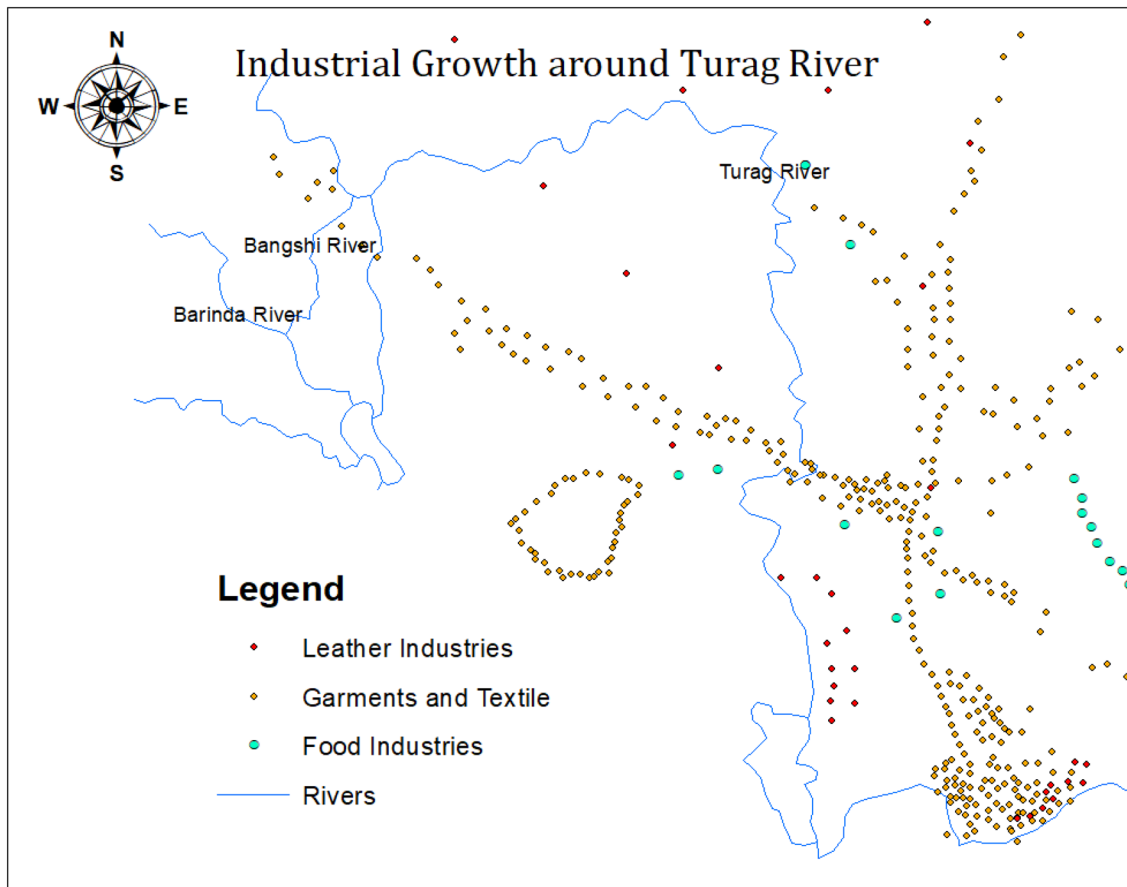 N
Industrial Growth around Turag River
W E
S
Turag River
Bangshi River
Barinda River
Legend
Leather Industries
Garments and Textile
Food Industries
Rivers